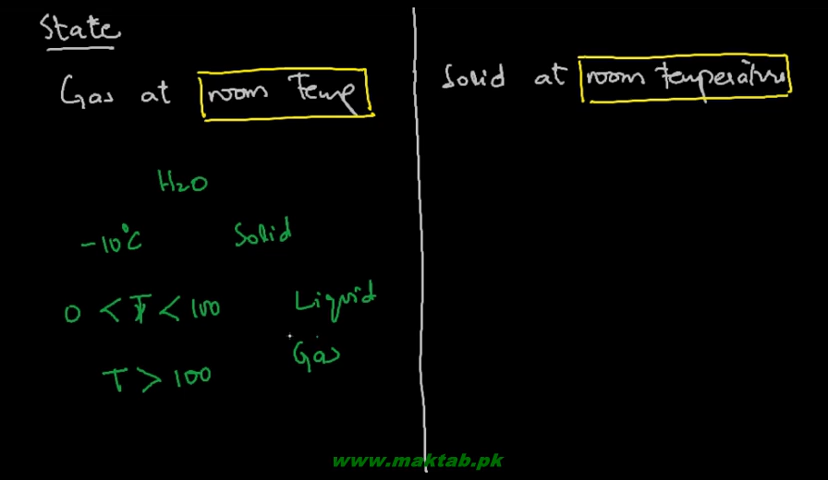 State
Gas at room Temp
H2O
-10°C Solid
0 < T < 100 Liquid
Gas
T > 100
Solid at room temperature
www.maktab.pk